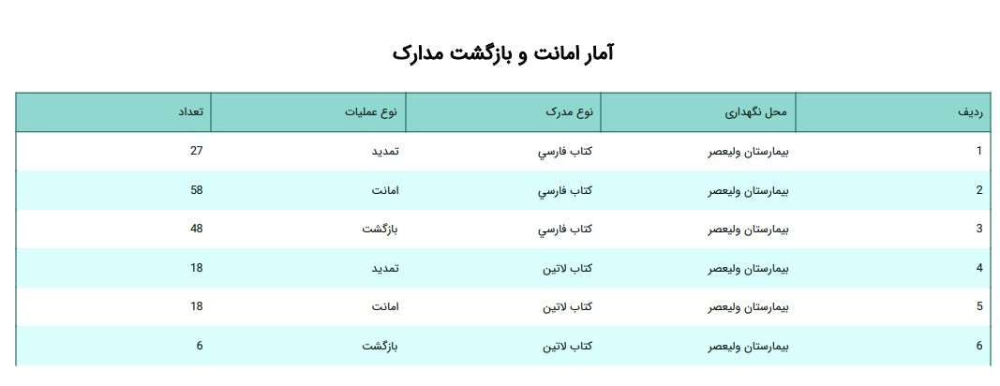 آمار امانت و بازگشت مدارک
ردیف محل نگهداری نوع مدرک نوع عملیات تعداد
1 بیمارستان ولیعصر کتاب فارسي تمدید 27
2 بیمارستان ولیعصر کتاب فارسي امانت 58
3 بیمارستان ولیعصر کتاب فارسي بازگشت 48
4 بیمارستان ولیعصر کتاب لاتین تمدید 18
5 بیمارستان ولیعصر کتاب لاتین امانت 18
6 بیمارستان ولیعصر کتاب لاتین بازگشت 6